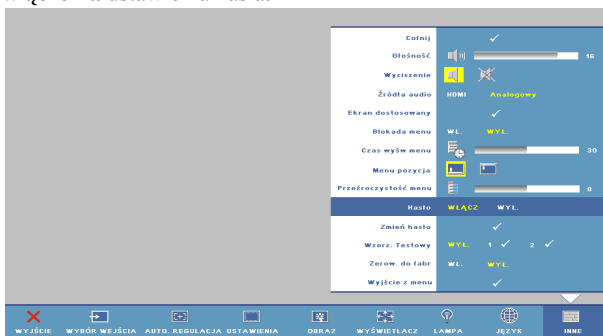 Cofnij
Głośność 16
Wyciszenie
Źródła audio HDMI Analogowy
Ekran dostosowany
Blokada menu WŁ. WYŁ.
Czas wyśw menu 30
Menu pozycja
Przeźroczystość menu 0
Hasło WŁĄCZ WYŁ.
Zmień hasło
Wzorz. Testowy WYŁ. 1 2
Zerow. do fabr WŁ. WYŁ.
Wyjście z menu
WYJŚCIE WYBÓR WEJŚCIA AUTO. REGULACJA USTAWIENIA OBRAZ WYŚWIETLACZ LAMPA JĘZYK INNE